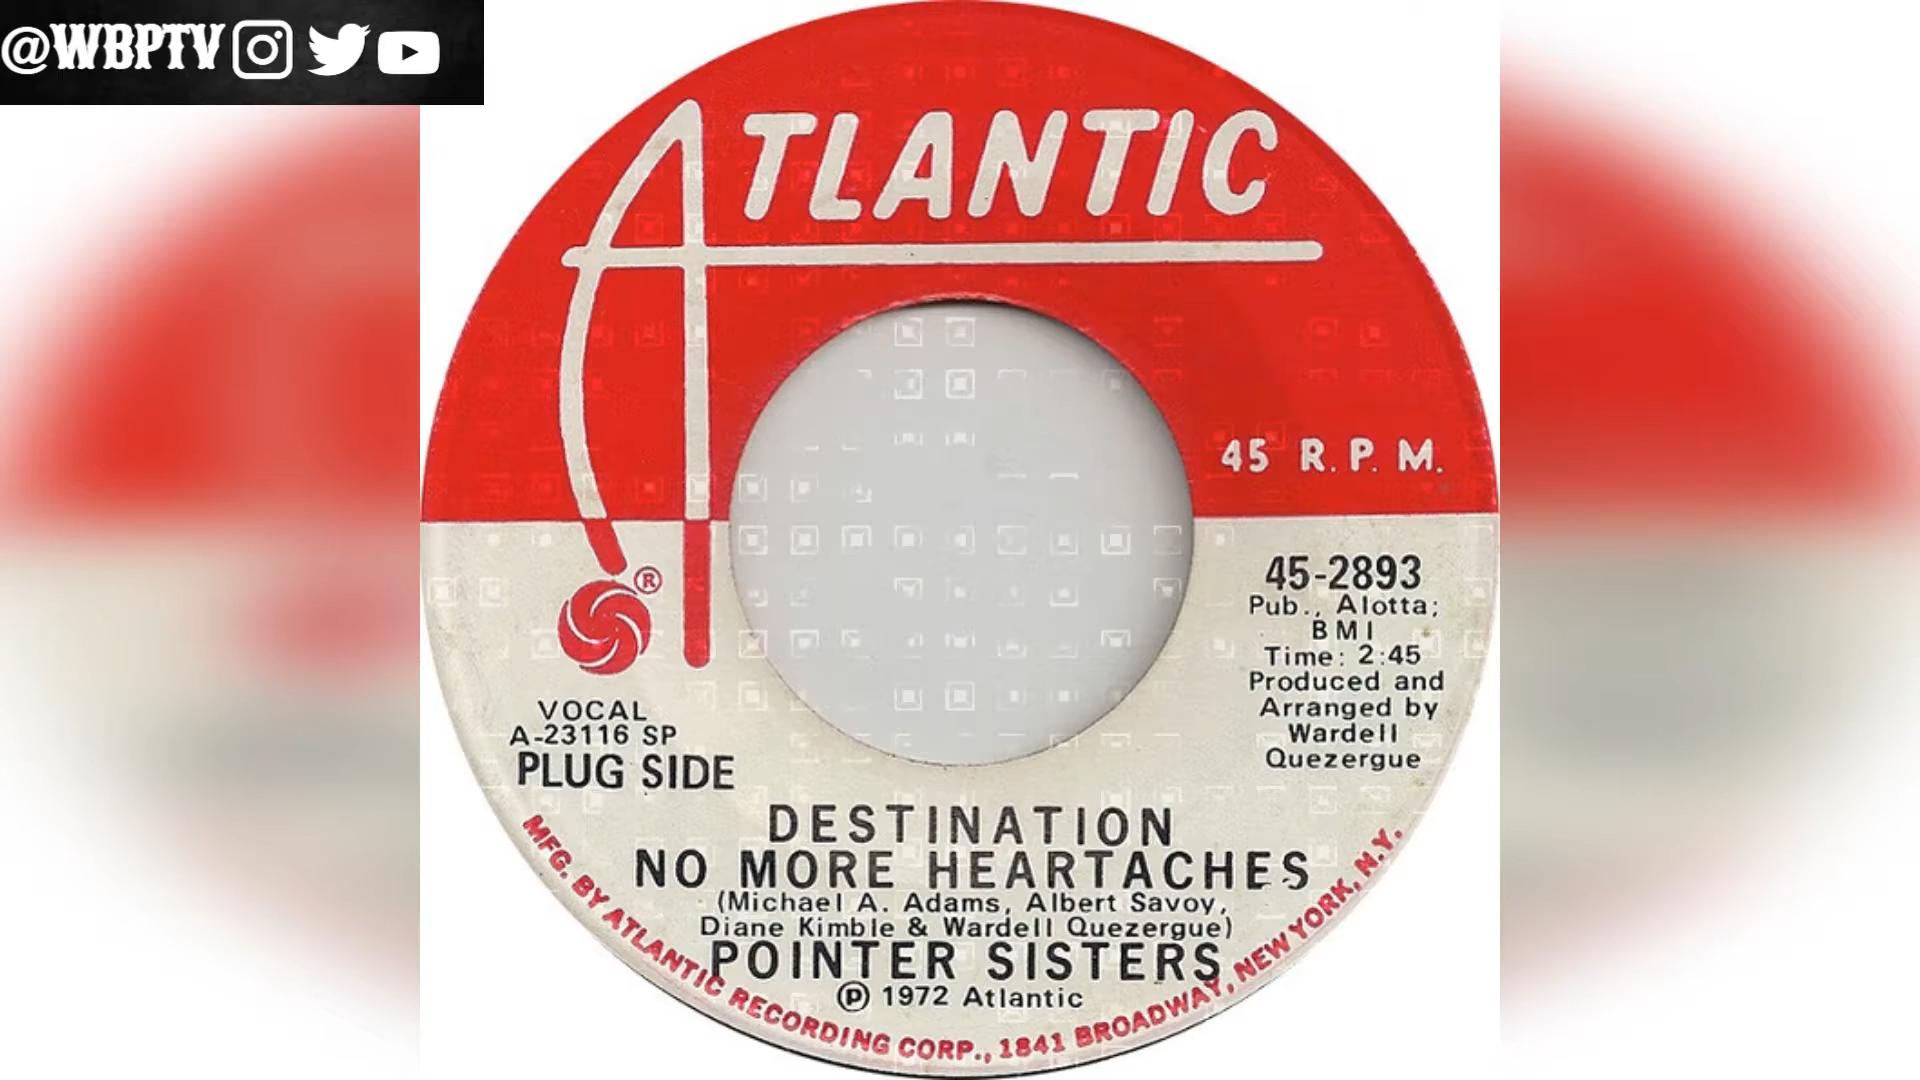 @WBPTV
ATLANTIC
45 R.P.M.
45-2893
Pub., Alotta;
BMI
Time: 2:45
Produced and
Arranged by
Wardell
Quezergue
®
VOCAL
A-23116 SP
PLUG SIDE
DESTINATION
NO MORE HEARTACHES
(Michael A. Adams, Albert Savoy,
Diane Kimble & Wardell Quezergue)
POINTER SISTERS
℗ 1972 Atlantic
MFG. BY ATLANTIC RECORDING CORP., 1841 BROADWAY, NEW YORK, N.Y.